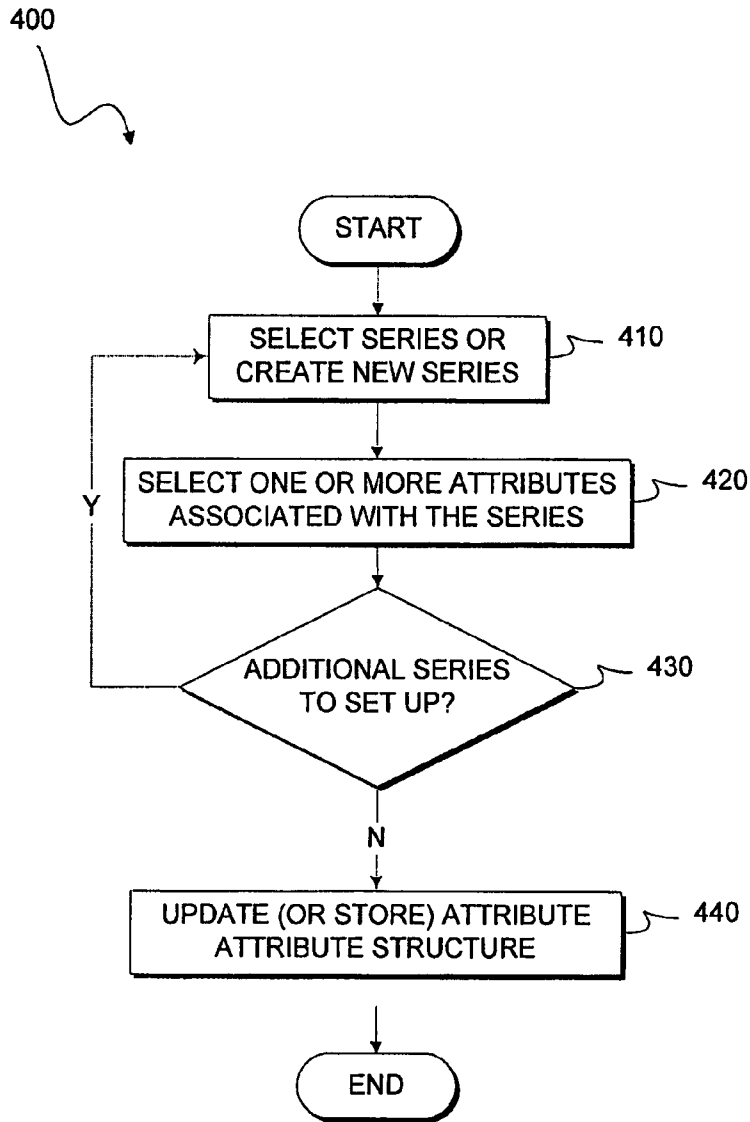 400
START
SELECT SERIES OR
CREATE NEW SERIES
410
SELECT ONE OR MORE ATTRIBUTES
ASSOCIATED WITH THE SERIES
420
Y
ADDITIONAL SERIES
TO SET UP?
430
N
UPDATE (OR STORE) ATTRIBUTE
ATTRIBUTE STRUCTURE
440
END